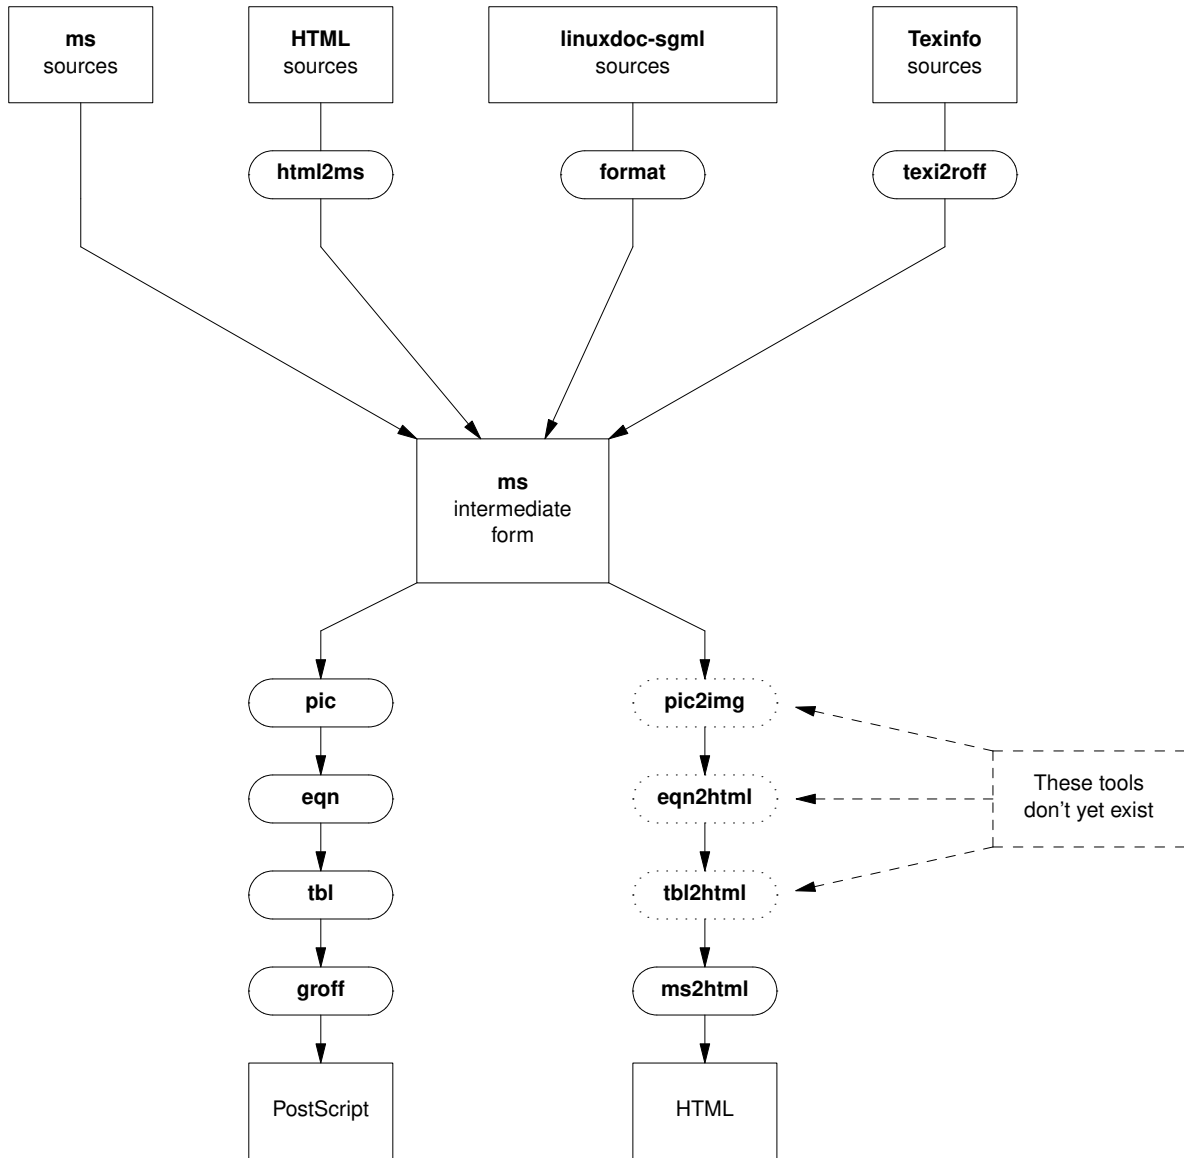 ms
sources
HTML
sources
linuxdoc-sgml
sources
Texinfo
sources
html2ms
format
texi2roff
ms
intermediate
form
pic
pic2img
These tools
don't yet exist
eqn
eqn2html
tbl
tbl2html
groff
ms2html
PostScript
HTML